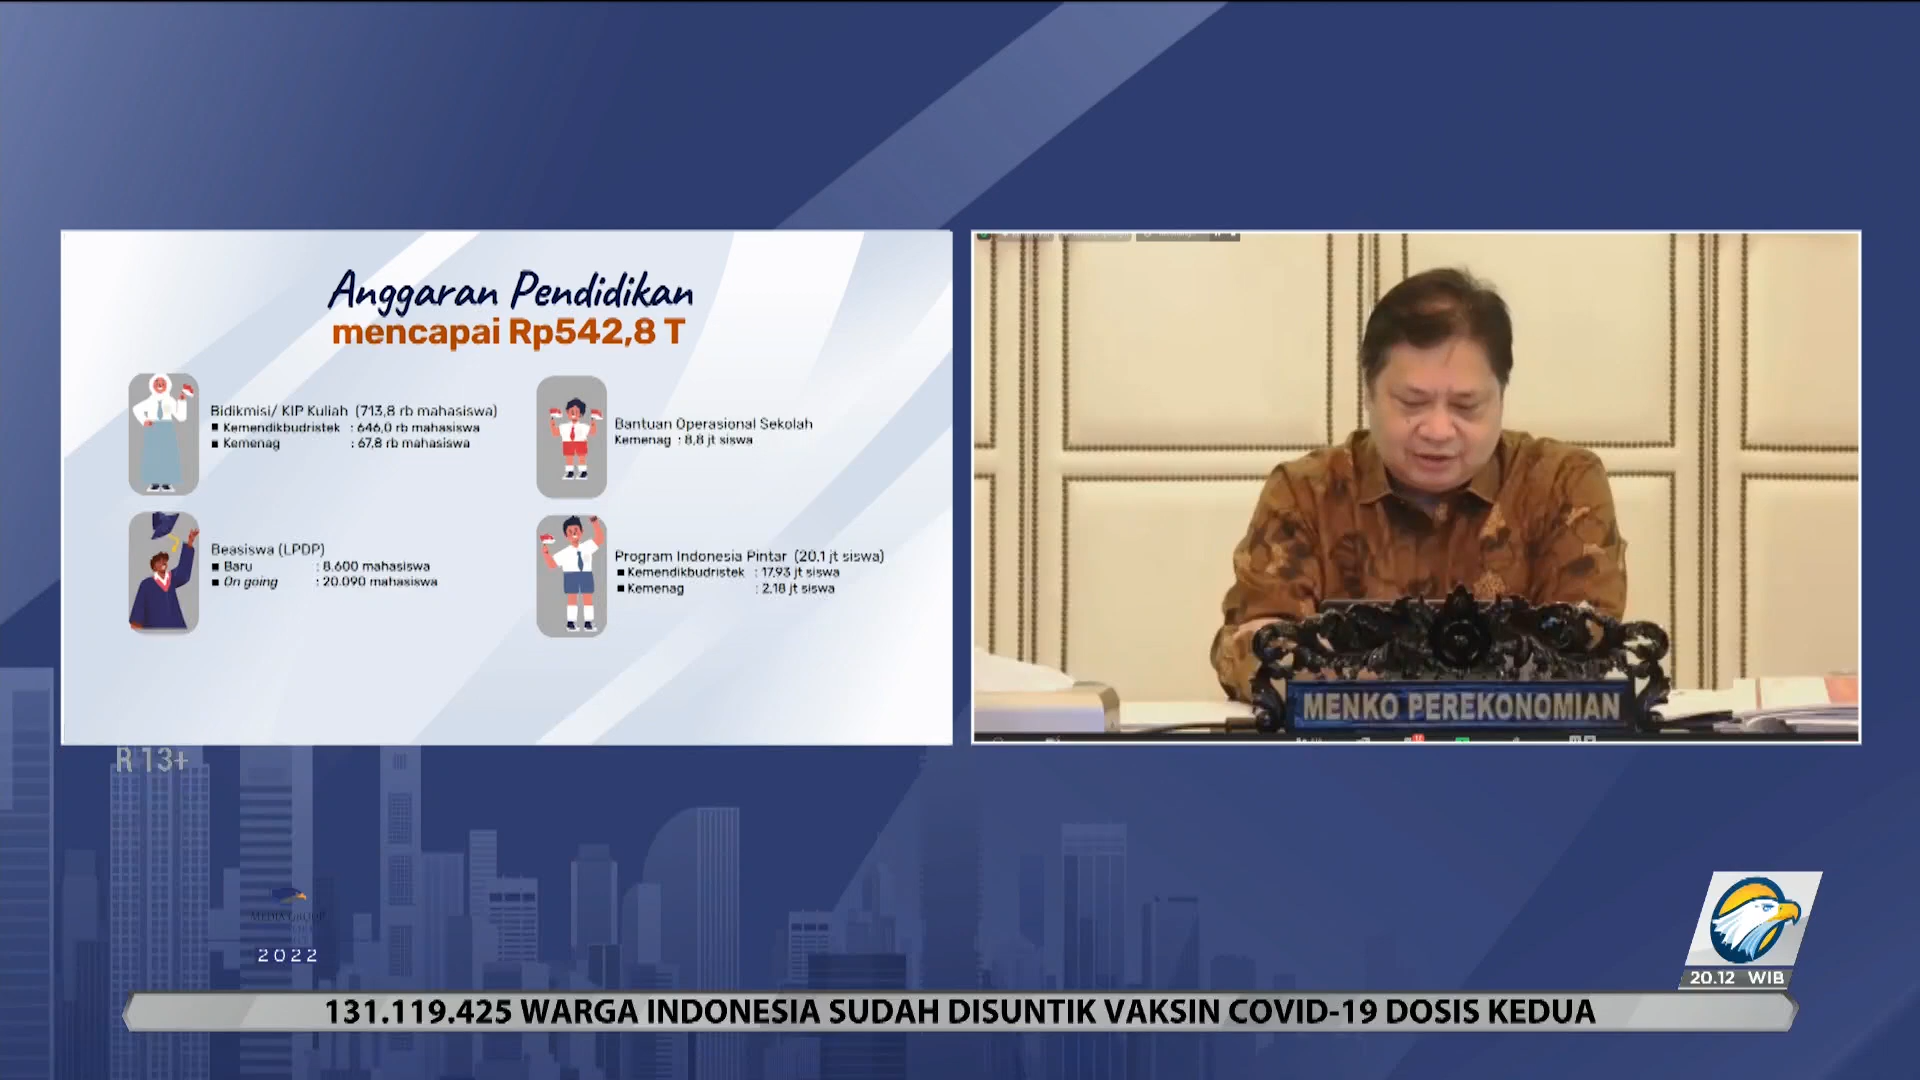 Anggaran Pendidikan
mencapai Rp542,8 T
Bidikmisi/ KIP Kuliah (713,8 rb mahasiswa)
■ Kemendikbudristek : 646,0 rb mahasiswa
■ Kemenag : 67,8 rb mahasiswa
Bantuan Operasional Sekolah
Kemenag : 8,8 jt siswa
Beasiswa (LPDP)
■ Baru : 8.600 mahasiswa
■ On going : 20.090 mahasiswa
Program Indonesia Pintar (20.1 jt siswa)
■ Kemendikbudristek : 17,93 jt siswa
■ Kemenag : 2,18 jt siswa
MENKO PEREKONOMIAN
R 13+
MEDIA GROUP
2022
20.12 WIB
131.119.425 WARGA INDONESIA SUDAH DISUNTIK VAKSIN COVID-19 DOSIS KEDUA